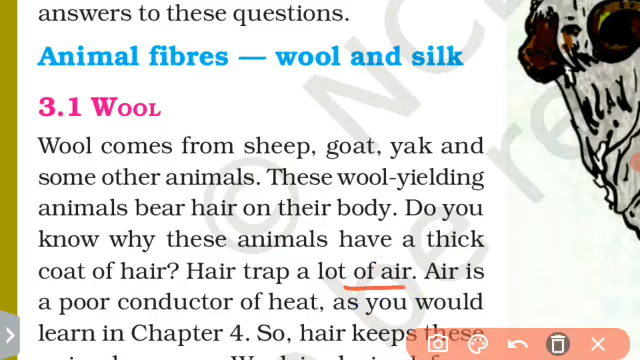 answers to these questions.
Animal fibres — wool and silk
3.1 WOOL
Wool comes from sheep, goat, yak and
some other animals. These wool-yielding
animals bear hair on their body. Do you
know why these animals have a thick
coat of hair? Hair trap a lot of air. Air is
a poor conductor of heat, as you would
learn in Chapter 4. So, hair keeps these